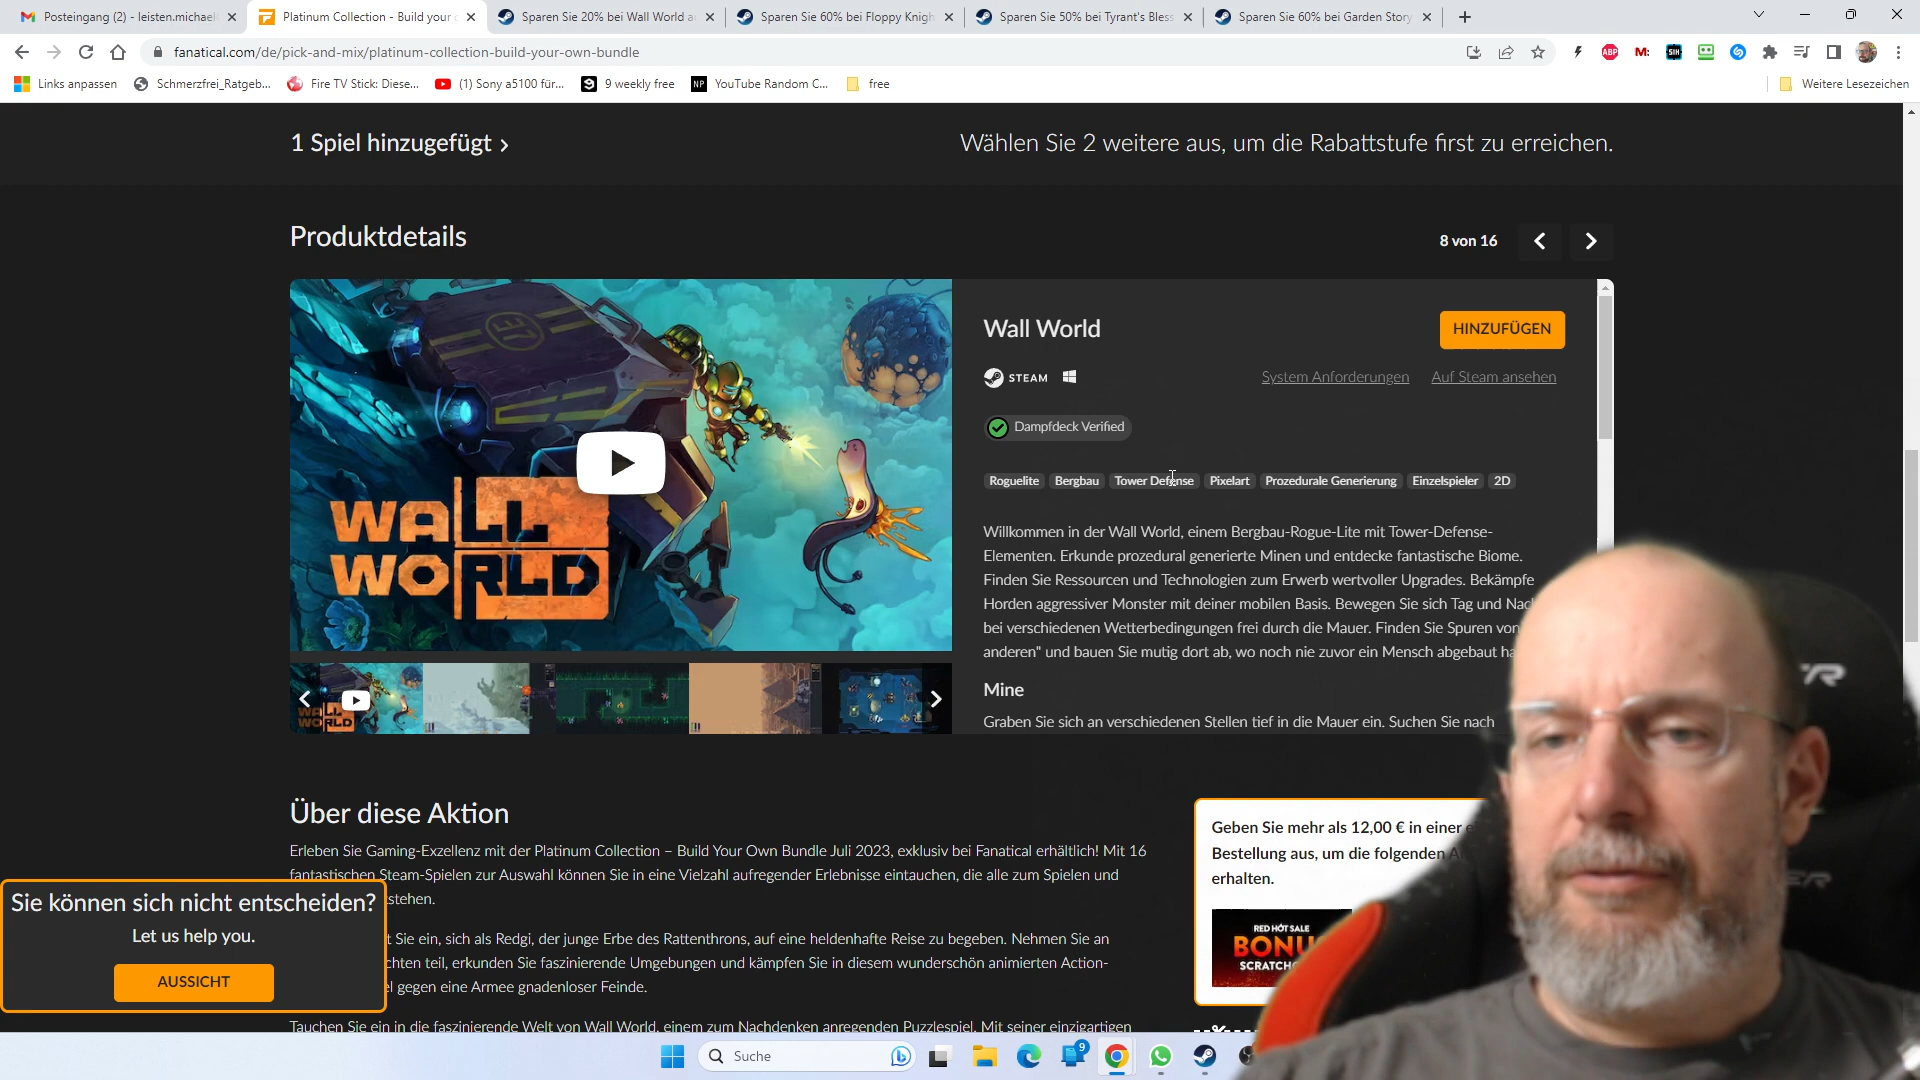 Posteingang (2) - leisten.michael
Platinum Collection - Build your
Sparen Sie 20% bei Wall World a
Sparen Sie 60% bei Floppy Knigh
Sparen Sie 50% bei Tyrant's Bless
Sparen Sie 60% bei Garden Story
fanatical.com/de/pick-and-mix/platinum-collection-build-your-own-bundle
ABP
M:
Links anpassen
Schmerzfrei_Ratgeb...
Fire TV Stick: Diese...
(1) Sony a5100 für...
9 weekly free
NP
YouTube Random C...
free
Weitere Lesezeichen
1 Spiel hinzugefügt
Wählen Sie 2 weitere aus, um die Rabattstufe first zu erreichen.
Produktdetails
8 von 16
WALL
WORLD
Wall World
HINZUFÜGEN
STEAM
System Anforderungen
Auf Steam ansehen
Dampfdeck Verified
Roguelite Bergbau Tower Defense Pixelart Prozedurale Generierung Einzelspieler 2D
Willkommen in der Wall World, einem Bergbau-Rogue-Lite mit Tower-Defense-
Elementen. Erkunde prozedural generierte Minen und entdecke fantastische Biome.
Finden Sie Ressourcen und Technologien zum Erwerb wertvoller Upgrades. Bekämpfe
Horden aggressiver Monster mit deiner mobilen Basis. Bewegen Sie sich Tag und Nac
bei verschiedenen Wetterbedingungen frei durch die Mauer. Finden Sie Spuren von
anderen" und bauen Sie mutig dort ab, wo noch nie zuvor ein Mensch abgebaut ha
Mine
Graben Sie sich an verschiedenen Stellen tief in die Mauer ein. Suchen Sie nach
WALL
WORLD
Über diese Aktion
Erleben Sie Gaming-Exzellenz mit der Platinum Collection – Build Your Own Bundle Juli 2023, exklusiv bei Fanatical erhältlich! Mit 16
fantastischen Steam-Spielen zur Auswahl können Sie in eine Vielzahl aufregender Erlebnisse eintauchen, die alle zum Spielen und
stehen.
t Sie ein, sich als Redgi, der junge Erbe des Rattenthrons, auf eine heldenhafte Reise zu begeben. Nehmen Sie an
chten teil, erkunden Sie faszinierende Umgebungen und kämpfen Sie in diesem wunderschön animierten Action-
l gegen eine Armee gnadenloser Feinde.
Tauchen Sie ein in die faszinierende Welt von Wall World, einem zum Nachdenken anregenden Puzzlespiel. Mit seiner einzigartigen
Geben Sie mehr als 12,00 € in einer e
Bestellung aus, um die folgenden A
erhalten.
RED HOT SALE
BONU
SCRATCH
Sie können sich nicht entscheiden?
Let us help you.
AUSSICHT
Suche
9